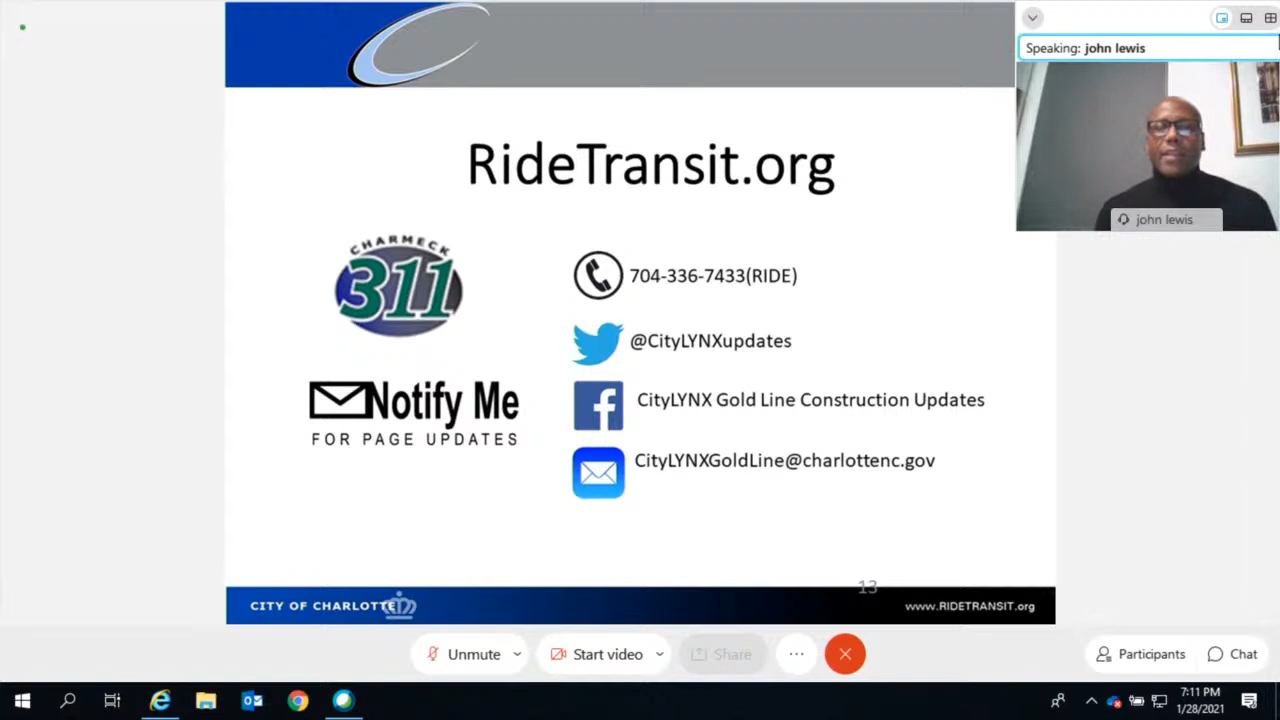 Speaking: john lewis
john lewis
RideTransit.org
CHARMECK
311
704-336-7433(RIDE)
@CityLYNXupdates
Notify Me
FOR PAGE UPDATES
CityLYNX Gold Line Construction Updates
CityLYNXGoldLine@charlottenc.gov
13
CITY OF CHARLOTTE
www.RIDETRANSIT.org
Unmute
Start video
Share
Participants
Chat
7:11 PM
1/28/2021